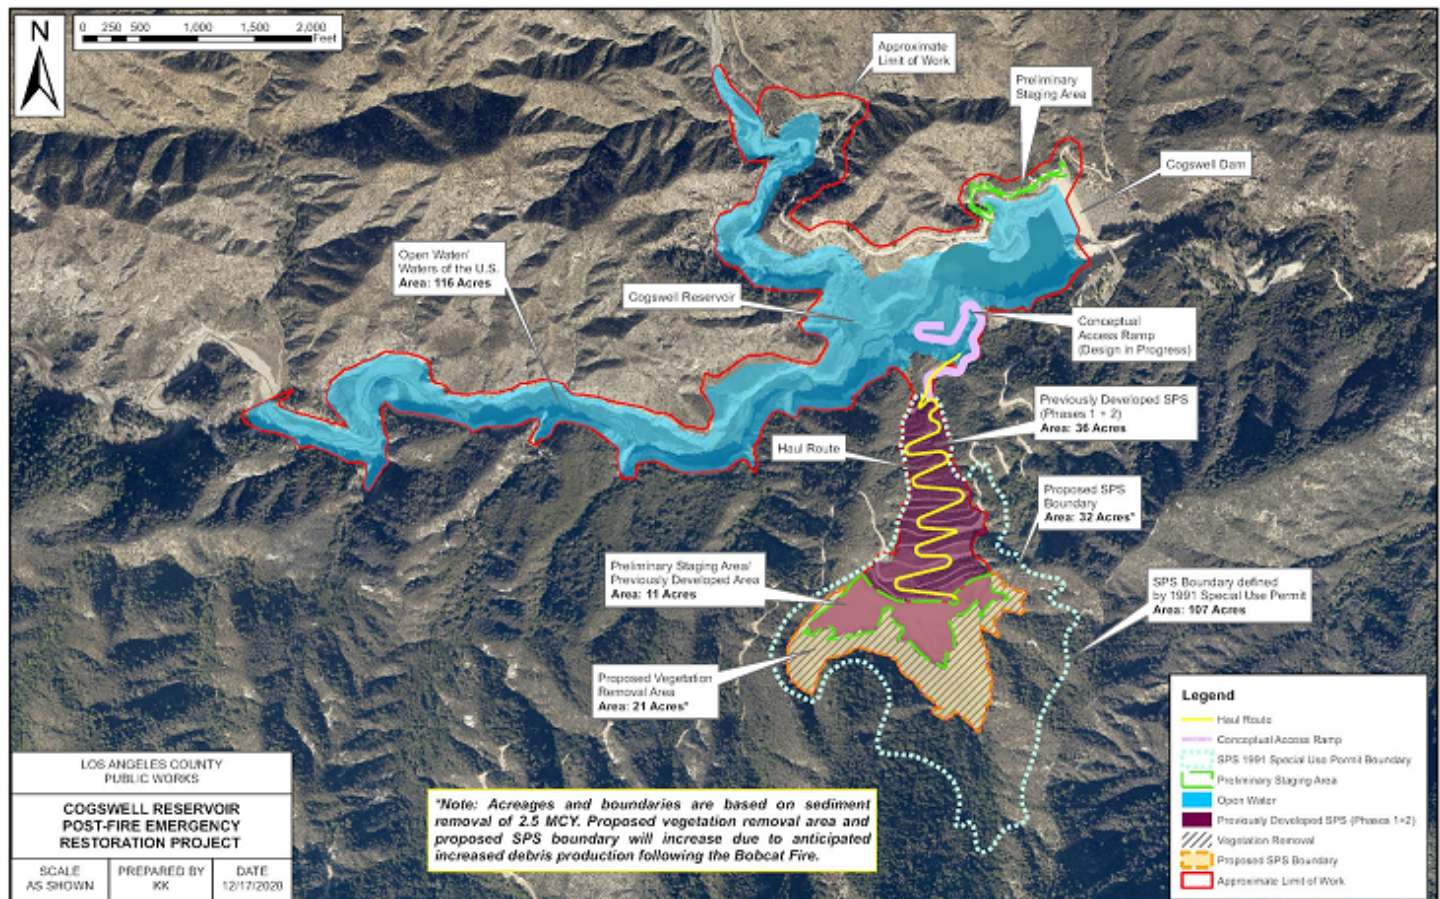 N
0 250 500 1,000 1,500 2,000
Feet
Approximate
Limit of Work
Preliminary
Staging Area
Cogswell Dam
Open Water/
Waters of the U.S.
Area: 116 Acres
Cogswell Reservoir
Conceptual
Access Ramp
(Design in Progress)
Previously Developed SPS
(Phases 1 + 2)
Area: 36 Acres
Haul Route
Proposed SPS
Boundary
Area: 32 Acres*
Preliminary Staging Area/
Previously Developed Area
Area: 11 Acres
SPS Boundary defined
by 1991 Special Use Permit
Area: 107 Acres
Proposed Vegetation
Removal Area
Area: 21 Acres*
Legend
Haul Route
Conceptual Access Ramp
SPS 1991 Special Use Permit Boundary
Preliminary Staging Area
Open Water
Previously Developed SPS (Phases 1+2)
Vegetation Removal
Proposed SPS Boundary
Approximate Limit of Work
LOS ANGELES COUNTY
PUBLIC WORKS
COGSWELL RESERVOIR
POST-FIRE EMERGENCY
RESTORATION PROJECT
SCALE
AS SHOWN
PREPARED BY
KK
DATE
12/17/2020
*Note: Acreages and boundaries are based on sediment
removal of 2.5 MCY. Proposed vegetation removal area and
proposed SPS boundary will increase due to anticipated
increased debris production following the Bobcat Fire.